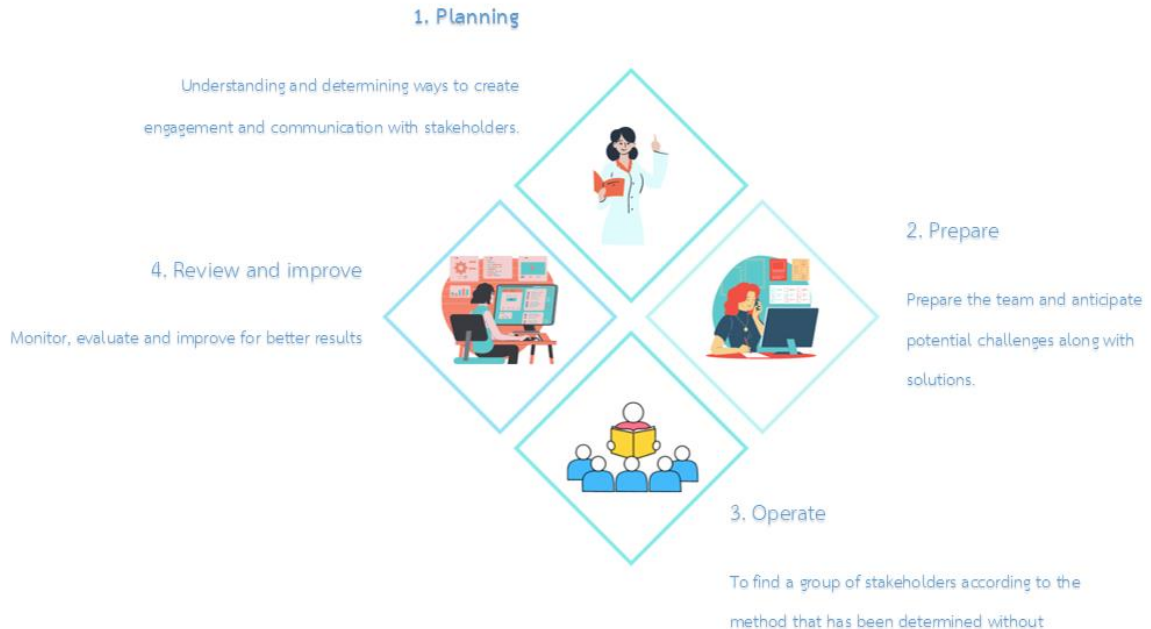 1. Planning
Understanding and determining ways to create
engagement and communication with stakeholders.
2. Prepare
Prepare the team and anticipate
potential challenges along with
solutions.
3. Operate
To find a group of stakeholders according to the
method that has been determined without
4. Review and improve
Monitor, evaluate and improve for better results